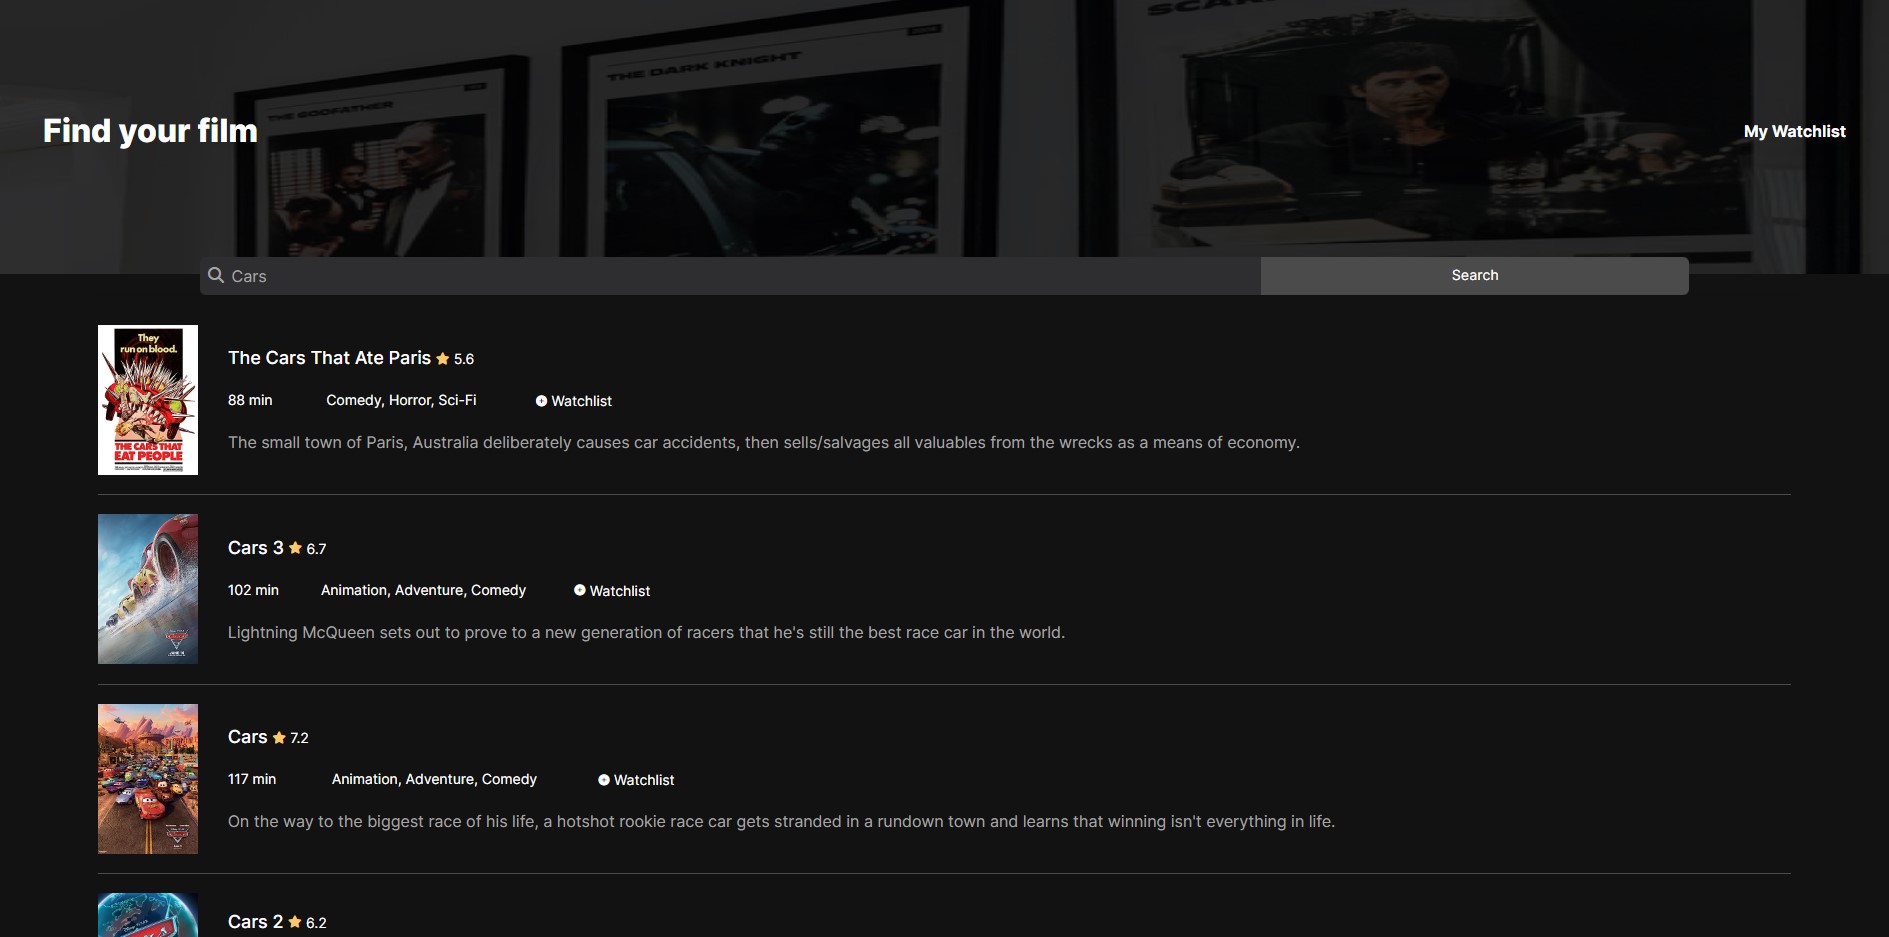 SCAR
THE DARK KNIGHT
THE GODFATHER
Find your film
My Watchlist
Cars
Search
They
run on blood.
THE CARS THAT
EAT PEOPLE
The Cars That Ate Paris 5.6
88 min Comedy, Horror, Sci-Fi Watchlist
The small town of Paris, Australia deliberately causes car accidents, then sells/salvages all valuables from the wrecks as a means of economy.
Cars 3 6.7
102 min Animation, Adventure, Comedy Watchlist
Lightning McQueen sets out to prove to a new generation of racers that he's still the best race car in the world.
Cars 7.2
117 min Animation, Adventure, Comedy Watchlist
On the way to the biggest race of his life, a hotshot rookie race car gets stranded in a rundown town and learns that winning isn't everything in life.
Cars 2 6.2